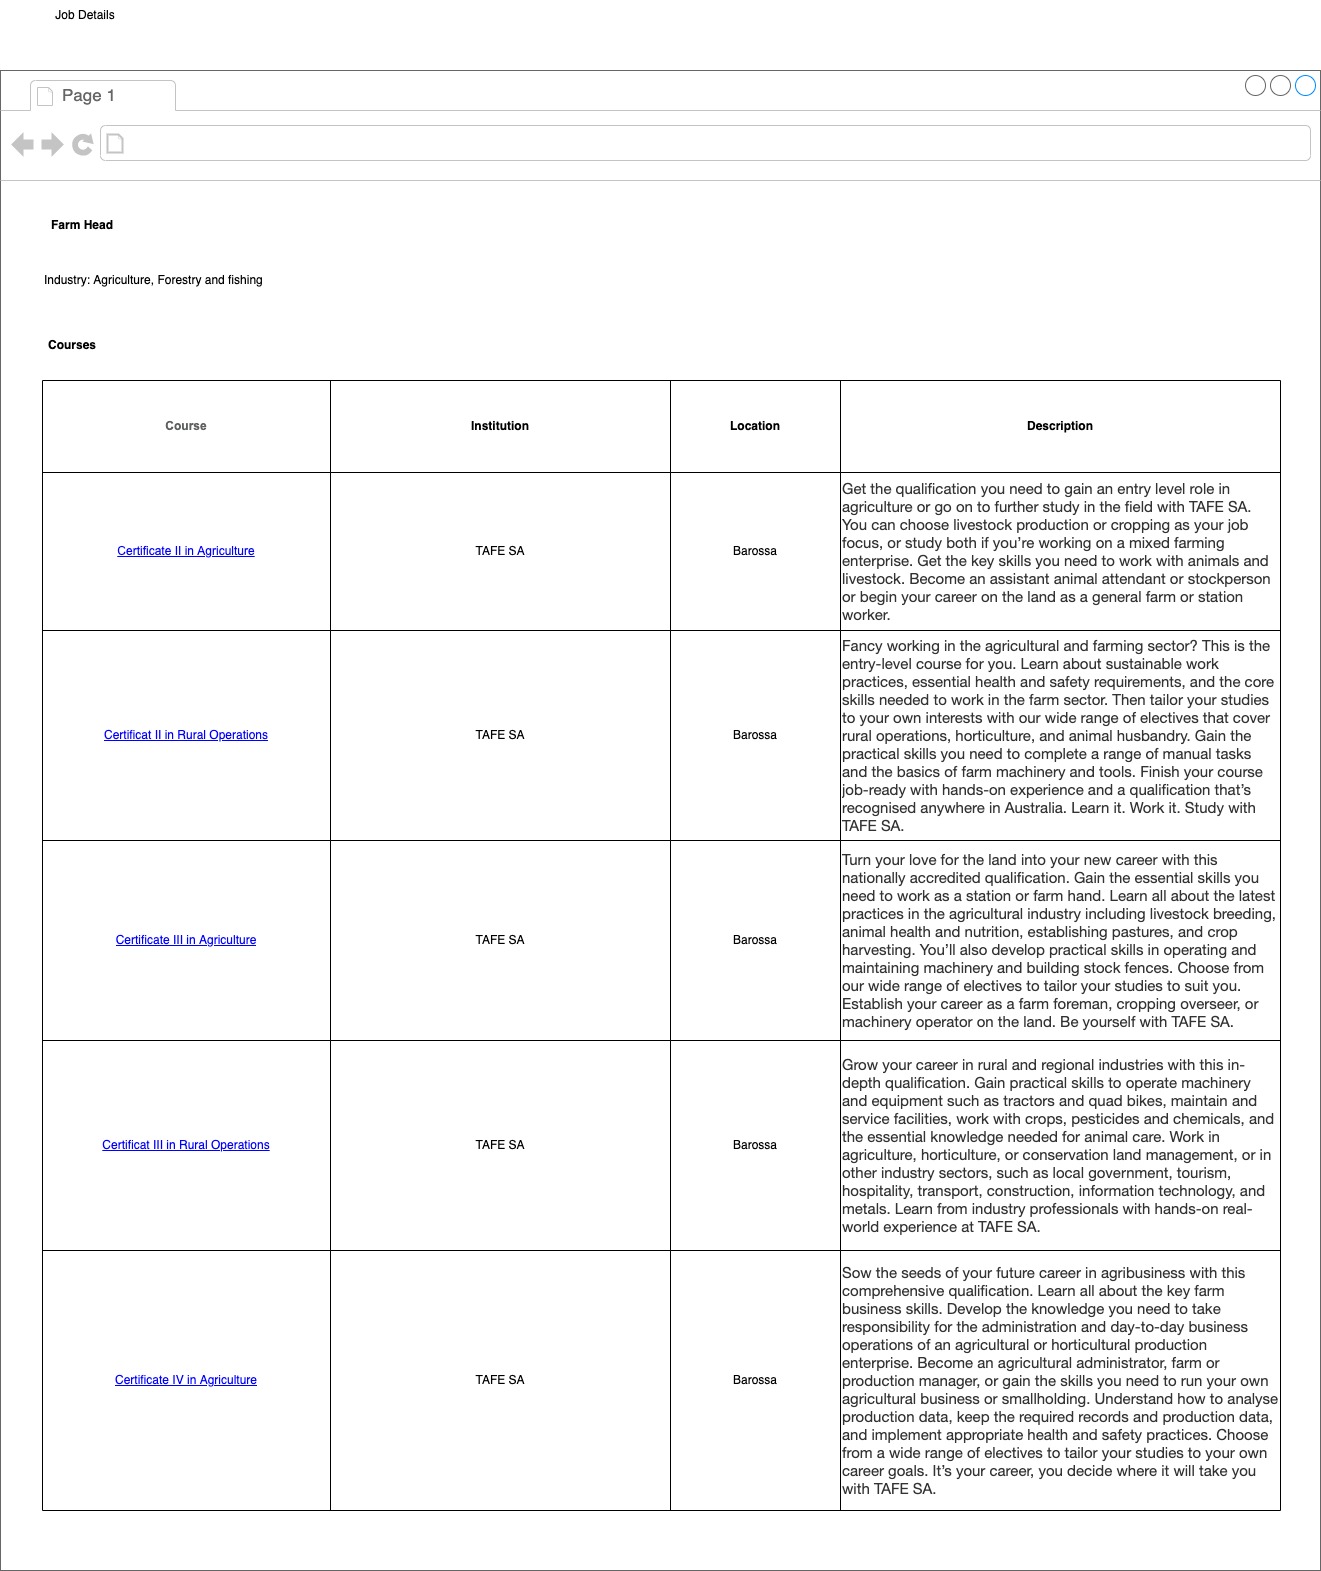 Job Details
Page 1
Farm Head
Industry: Agriculture, Forestry and fishing
Courses
Course
Institution
Location
Description
Certificate II in Agriculture
TAFE SA
Barossa
Get the qualification you need to gain an entry level role in
agriculture or go on to further study in the field with TAFE SA.
You can choose livestock production or cropping as your job
focus, or study both if you’re working on a mixed farming
enterprise. Get the key skills you need to work with animals and
livestock. Become an assistant animal attendant or stockperson
or begin your career on the land as a general farm or station
worker.
Certificat II in Rural Operations
TAFE SA
Barossa
Fancy working in the agricultural and farming sector? This is the
entry-level course for you. Learn about sustainable work
practices, essential health and safety requirements, and the core
skills needed to work in the farm sector. Then tailor your studies
to your own interests with our wide range of electives that cover
rural operations, horticulture, and animal husbandry. Gain the
practical skills you need to complete a range of manual tasks
and the basics of farm machinery and tools. Finish your course
job-ready with hands-on experience and a qualification that’s
recognised anywhere in Australia. Learn it. Work it. Study with
TAFE SA.
Certificate III in Agriculture
TAFE SA
Barossa
Turn your love for the land into your new career with this
nationally accredited qualification. Gain the essential skills you
need to work as a station or farm hand. Learn all about the latest
practices in the agricultural industry including livestock breeding,
animal health and nutrition, establishing pastures, and crop
harvesting. You’ll also develop practical skills in operating and
maintaining machinery and building stock fences. Choose from
our wide range of electives to tailor your studies to suit you.
Establish your career as a farm foreman, cropping overseer, or
machinery operator on the land. Be yourself with TAFE SA.
Certificat III in Rural Operations
TAFE SA
Barossa
Grow your career in rural and regional industries with this in-
depth qualification. Gain practical skills to operate machinery
and equipment such as tractors and quad bikes, maintain and
service facilities, work with crops, pesticides and chemicals, and
the essential knowledge needed for animal care. Work in
agriculture, horticulture, or conservation land management, or in
other industry sectors, such as local government, tourism,
hospitality, transport, construction, information technology, and
metals. Learn from industry professionals with hands-on real-
world experience at TAFE SA.
Certificate IV in Agriculture
TAFE SA
Barossa
Sow the seeds of your future career in agribusiness with this
comprehensive qualification. Learn all about the key farm
business skills. Develop the knowledge you need to take
responsibility for the administration and day-to-day business
operations of an agricultural or horticultural production
enterprise. Become an agricultural administrator, farm or
production manager, or gain the skills you need to run your own
agricultural business or smallholding. Understand how to analyse
production data, keep the required records and production data,
and implement appropriate health and safety practices. Choose
from a wide range of electives to tailor your studies to your own
career goals. It’s your career, you decide where it will take you
with TAFE SA.